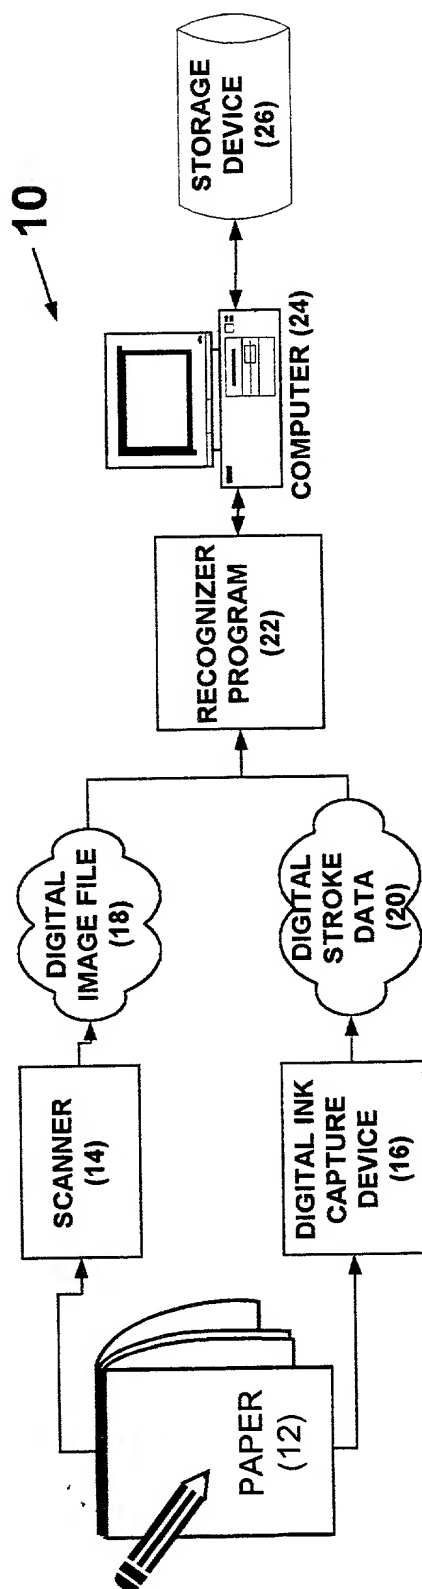 10
PAPER
(12)
SCANNER
(14)
DIGITAL INK
CAPTURE
DEVICE
(16)
DIGITAL
IMAGE FILE
(18)
DIGITAL
STROKE
DATA
(20)
RECOGNIZER
PROGRAM
(22)
COMPUTER (24)
STORAGE
DEVICE
(26)